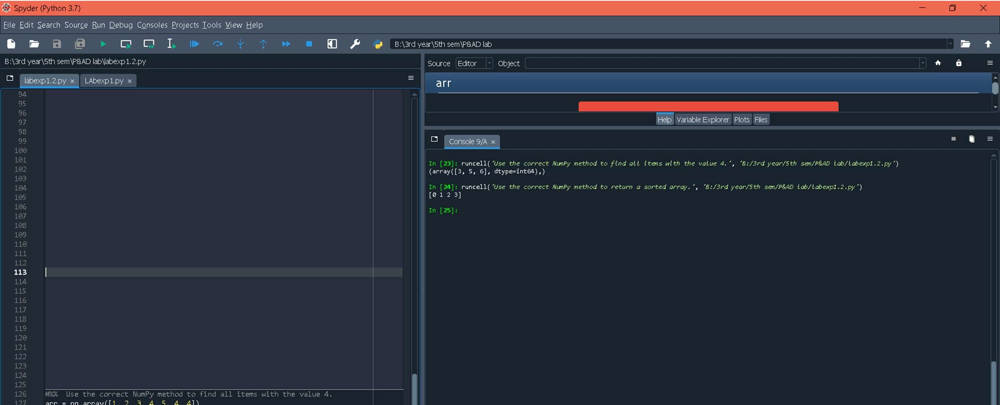 Spyder (Python 3.7)
File Edit Search Source Run Debug Consoles Projects Tools View Help
B:\3rd year\5th sem\P&AD lab
B:\3rd year\5th sem\P&AD lab\labexp1.2.py
labexp1.2.py
LAbexp1.py
94
95
96
97
98
99
100
101
102
103
104
105
106
107
108
109
110
111
112
113
114
115
116
117
118
119
120
121
122
123
124
125
126 #%%  Use the correct NumPy method to find all items with the value 4.
127 arr = np.array([1, 2, 3, 4, 5, 4, 4])
Source Editor Object
arr
Help Variable Explorer Plots Files
Console 9/A
In [23]: runcell('Use the correct NumPy method to find all items with the value 4.', 'B:/3rd year/5th sem/P&AD lab/labexp1.2.py')
(array([3, 5, 6], dtype=int64),)
In [24]: runcell('Use the correct NumPy method to return a sorted array.', 'B:/3rd year/5th sem/P&AD lab/labexp1.2.py')
[0 1 2 3]
In [25]: